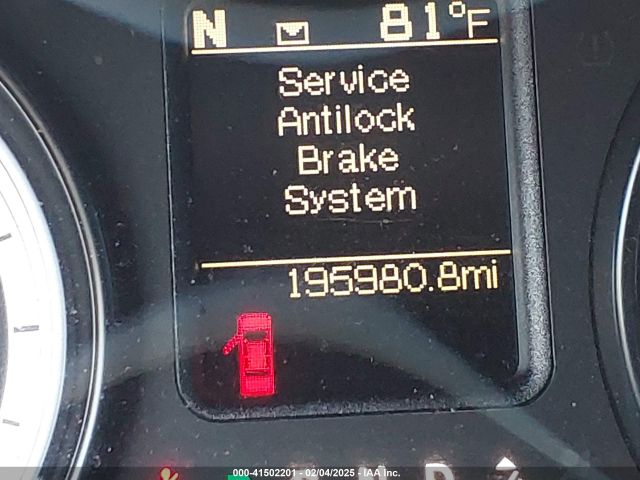 N 81°F
Service
Antilock
Brake
System
195980.8mi
000-41502201 - 02/04/2025 - IAA Inc.